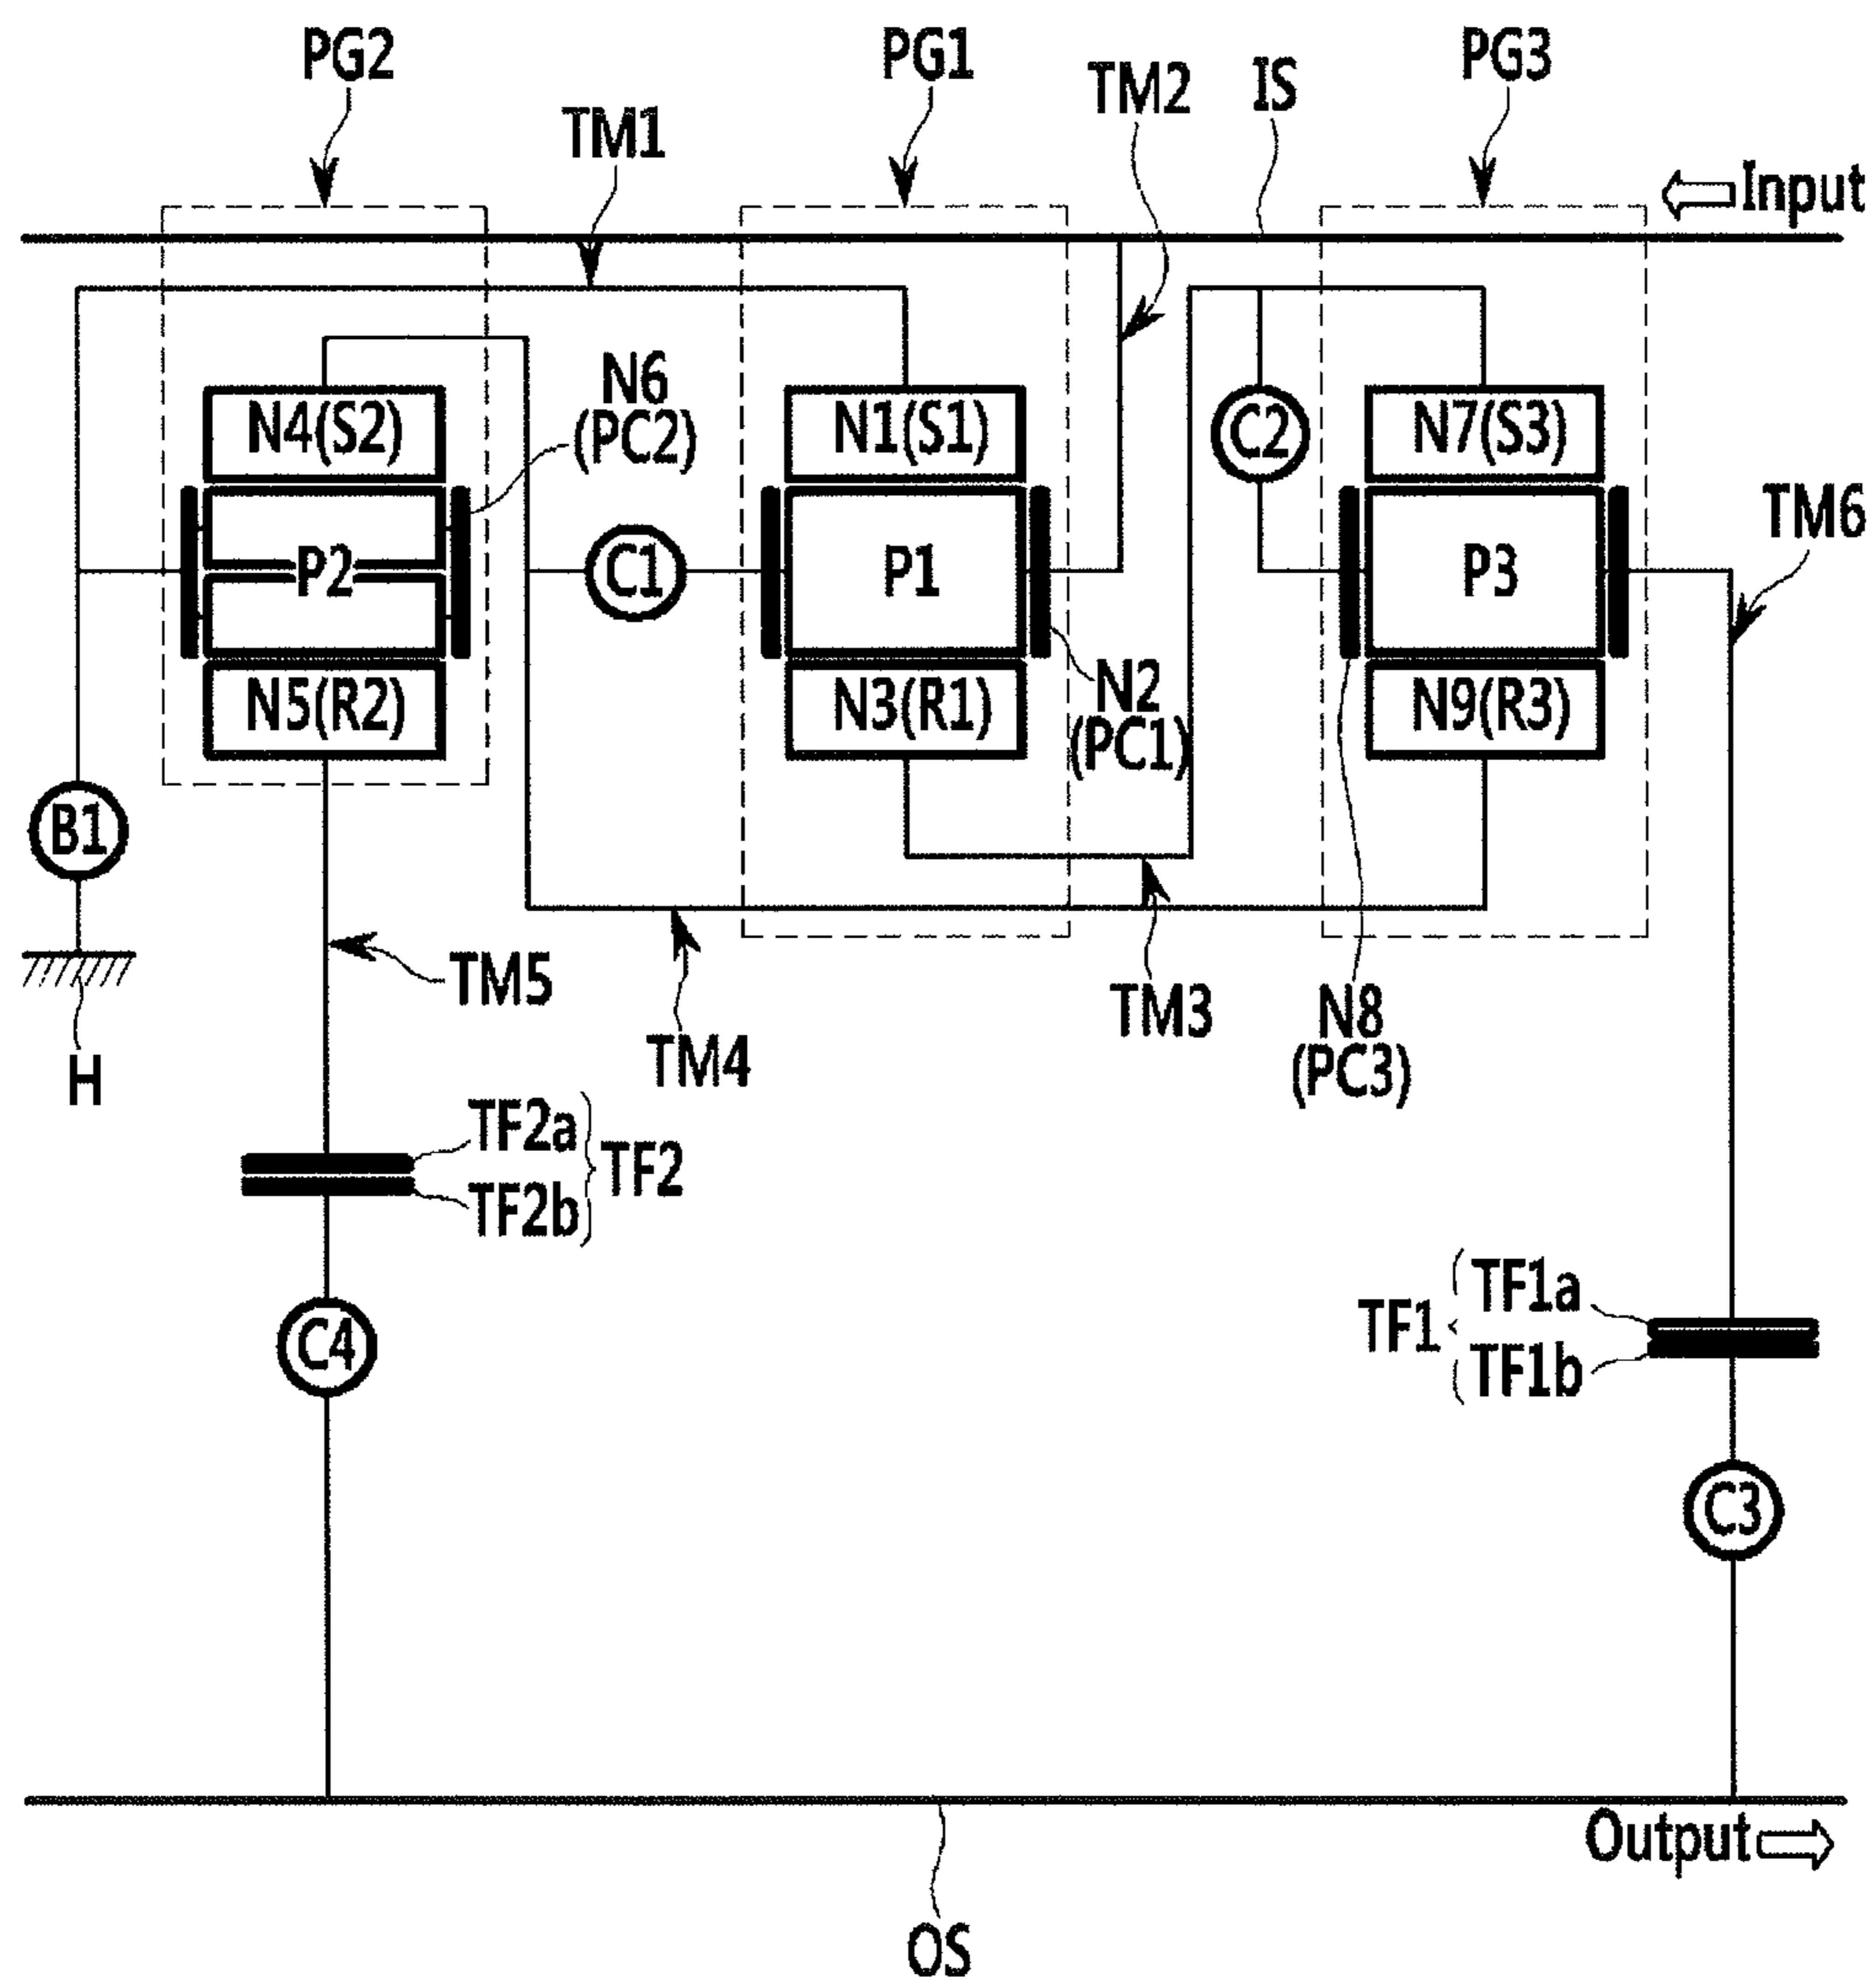 PG2
PG1
PG3
TM1
TM2
IS
Input
N6
(PC2)
N4(S2)
N1(S1)
C2
N7(S3)
TM6
P2
C1
P1
P3
N5(R2)
N3(R1)
N2
(PC1)
N9(R3)
B1
TM5
TM4
TM3
N8
(PC3)
H
TF2a
TF2b
TF2
TF1a
TF1b
TF1
C4
C3
Output
OS